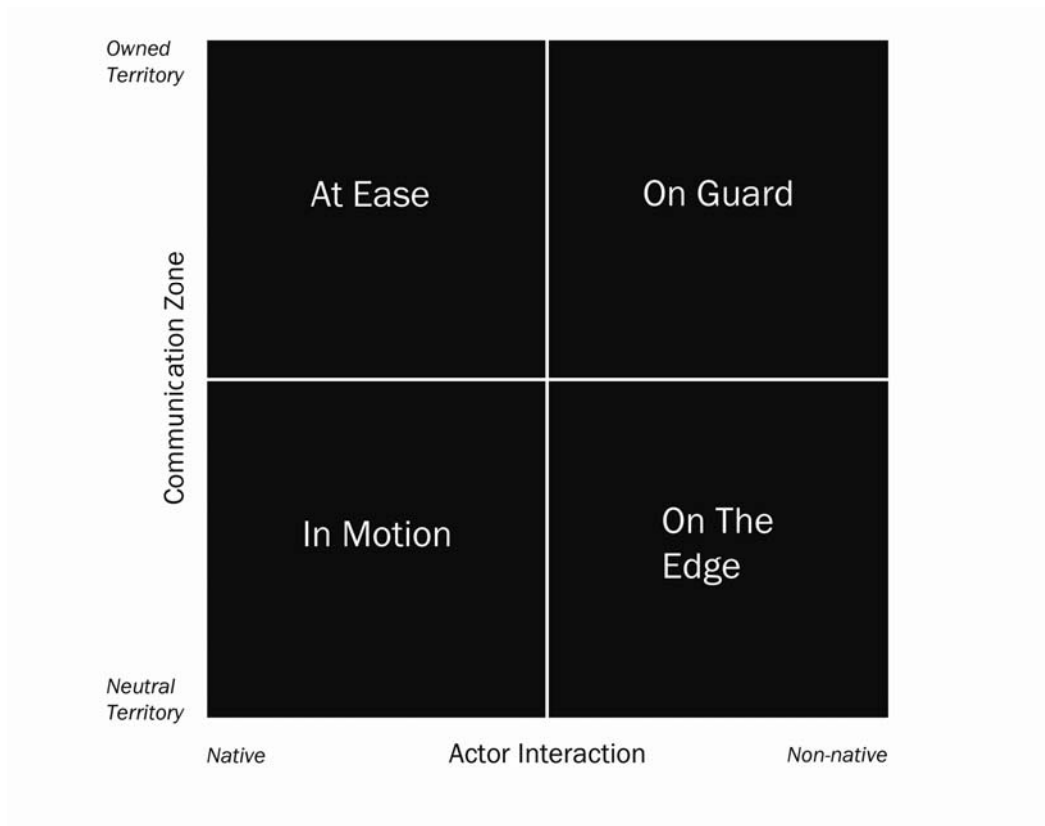 Owned
Territory
At Ease
On Guard
Communication Zone
In Motion
On The
Edge
Neutral
Territory
Native
Actor Interaction
Non-native